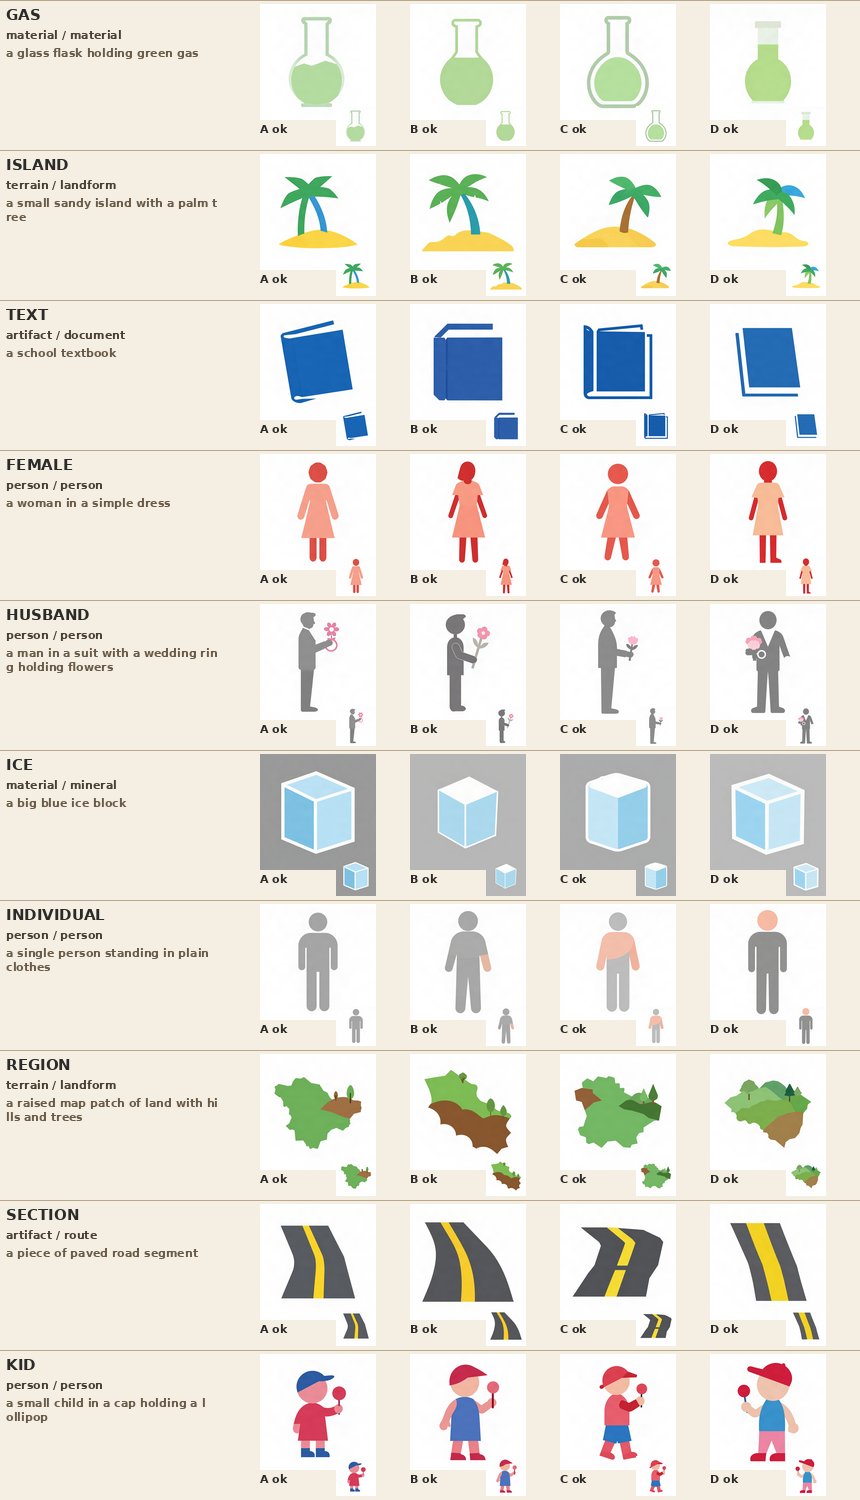 GAS
material / material
a glass flask holding green gas
A ok B ok C ok D ok
ISLAND
terrain / landform
a small sandy island with a palm t
ree
A ok B ok C ok D ok
TEXT
artifact / document
a school textbook
A ok B ok C ok D ok
FEMALE
person / person
a woman in a simple dress
A ok B ok C ok D ok
HUSBAND
person / person
a man in a suit with a wedding rin
g holding flowers
A ok B ok C ok D ok
ICE
material / mineral
a big blue ice block
A ok B ok C ok D ok
INDIVIDUAL
person / person
a single person standing in plain
clothes
A ok B ok C ok D ok
REGION
terrain / landform
a raised map patch of land with hi
lls and trees
A ok B ok C ok D ok
SECTION
artifact / route
a piece of paved road segment
A ok B ok C ok D ok
KID
person / person
a small child in a cap holding a l
ollipop
A ok B ok C ok D ok